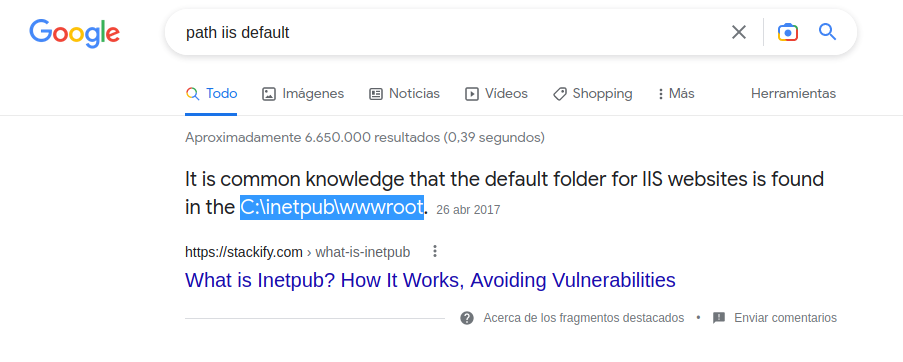 Google
path iis default
Todo Imágenes Noticias Vídeos Shopping Más Herramientas
Aproximadamente 6.650.000 resultados (0,39 segundos)
It is common knowledge that the default folder for IIS websites is found
in the C:\inetpub\wwwroot. 26 abr 2017
https://stackify.com › what-is-inetpub
What is Inetpub? How It Works, Avoiding Vulnerabilities
Acerca de los fragmentos destacados • Enviar comentarios